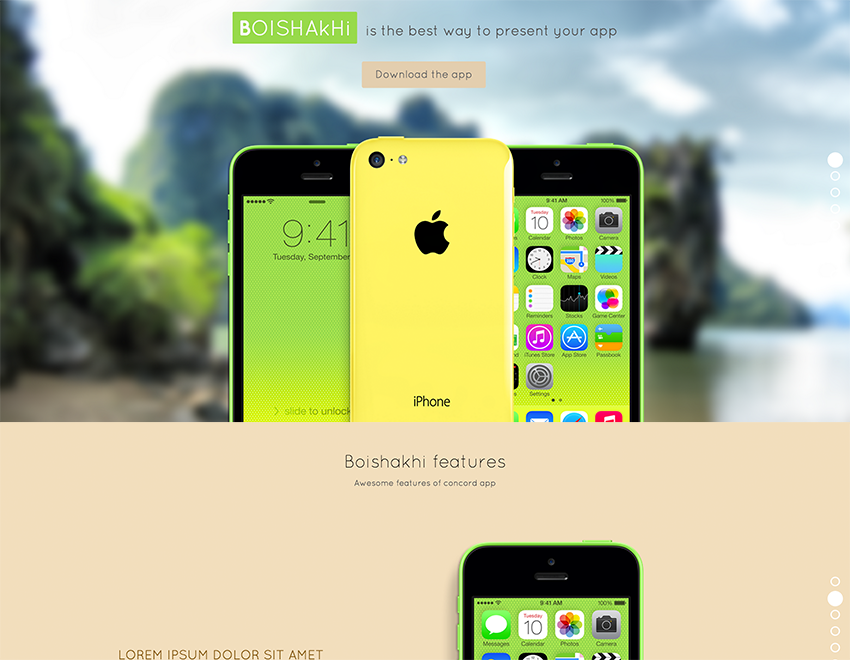 BOISHAkHi is the best way to present your app
Download the app
9:41
Tuesday, September
slide to unlock
iPhone
9:41 AM 100%
Tuesday
10
Calendar Photos Camera
Clock Maps Videos
Reminders Stocks Game Center
iTunes Store App Store Passbook
Settings
Boishakhi features
Awesome features of concord app
9:41 AM 100%
Tuesday
10
Messages Calendar Photos Camera
LOREM IPSUM DOLOR SIT AMET